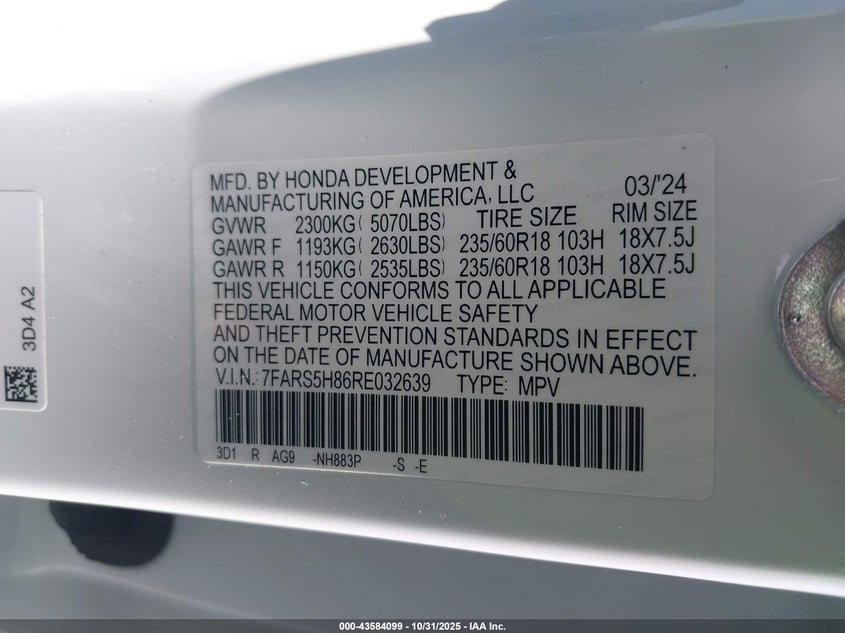 MFD. BY HONDA DEVELOPMENT &
MANUFACTURING OF AMERICA, LLC 03/'24
GVWR 2300KG( 5070LBS) TIRE SIZE RIM SIZE
GAWR F 1193KG( 2630LBS) 235/60R18 103H 18X7.5J
GAWR R 1150KG( 2535LBS) 235/60R18 103H 18X7.5J
THIS VEHICLE CONFORMS TO ALL APPLICABLE
FEDERAL MOTOR VEHICLE SAFETY
AND THEFT PREVENTION STANDARDS IN EFFECT
ON THE DATE OF MANUFACTURE SHOWN ABOVE.
V.I.N.: 7FARS5H86RE032639 TYPE: MPV
3D1 R AG9 -NH883P -S -E
3D4 A2
000-43584099 | 10/31/2025 - IAA Inc.